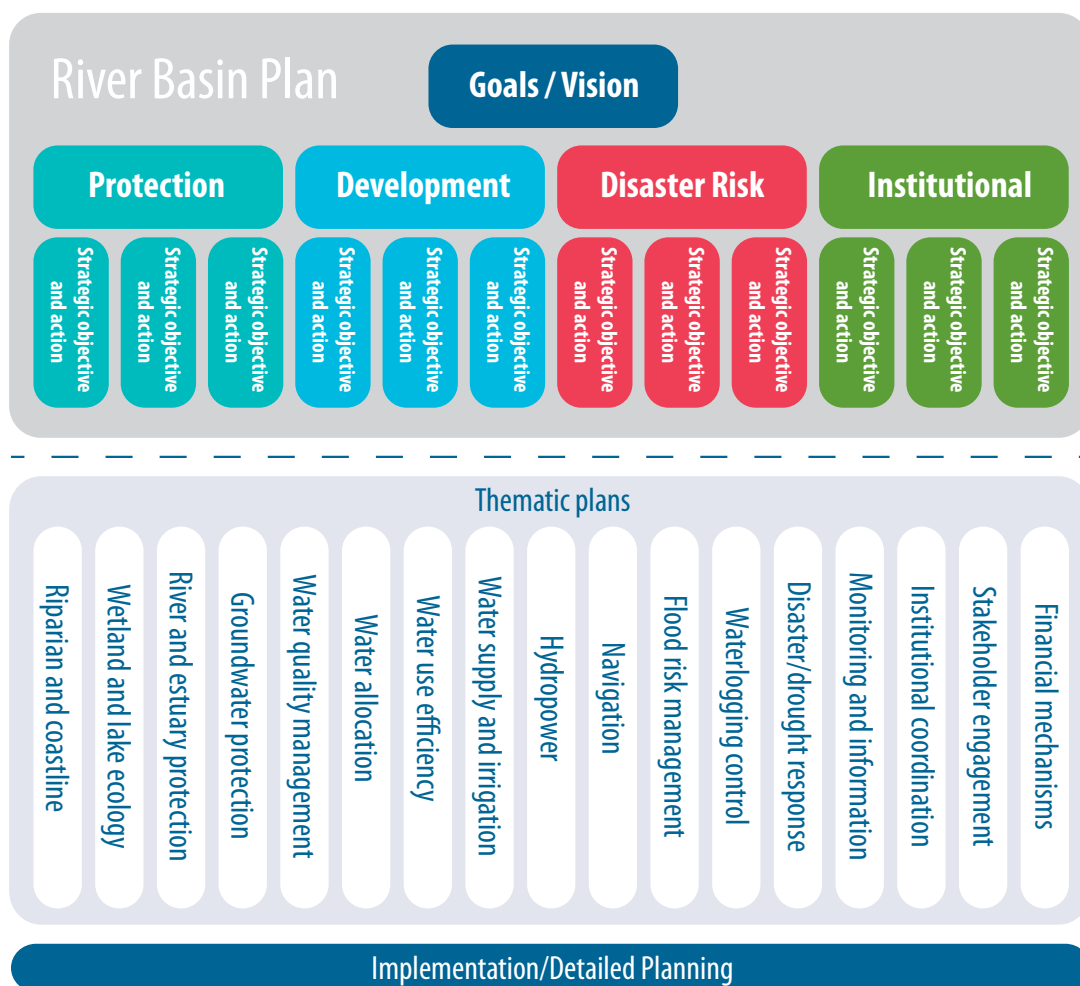 River Basin Plan
Goals / Vision
Protection
Development
Disaster Risk
Institutional
Strategic objective
and action
Strategic objective
and action
Strategic objective
and action
Strategic objective
and action
Strategic objective
and action
Strategic objective
and action
Strategic objective
and action
Strategic objective
and action
Strategic objective
and action
Strategic objective
and action
Strategic objective
and action
Strategic objective
and action
Thematic plans
Riparian and coastline
Wetland and lake ecology
River and estuary protection
Groundwater protection
Water quality management
Water allocation
Water use efficiency
Water supply and irrigation
Hydropower
Navigation
Flood risk management
Waterlogging control
Disaster/drought response
Monitoring and information
Institutional coordination
Stakeholder engagement
Financial mechanisms
Implementation/Detailed Planning